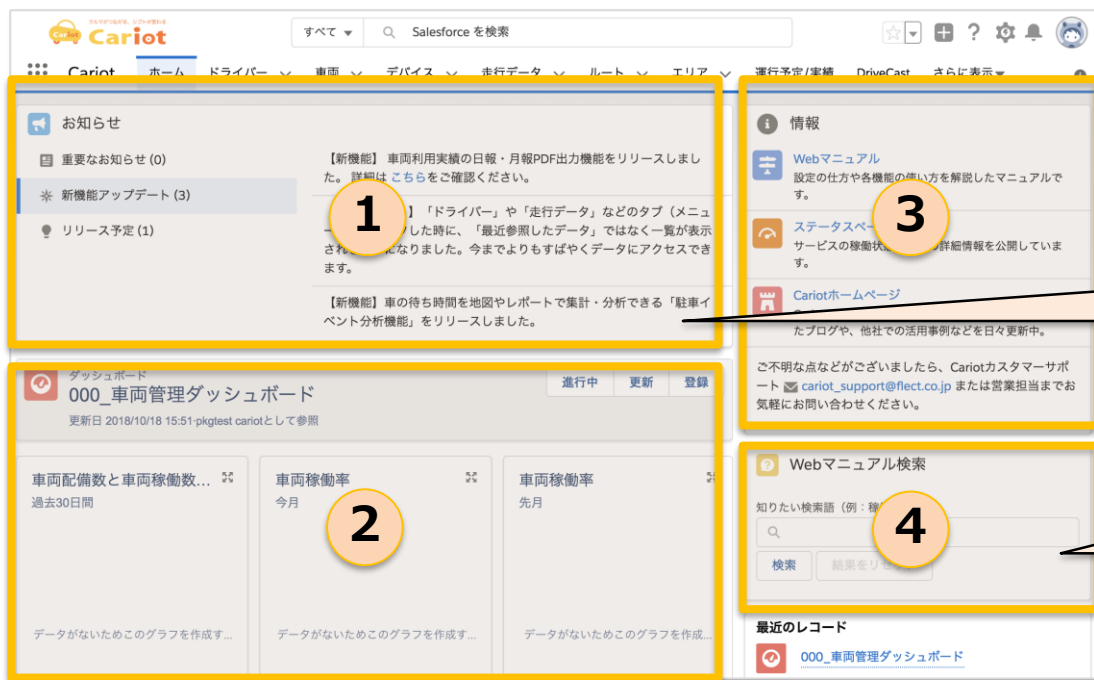 クルマがつながる、シゴトが変わる
Cariot
すべて
Salesforce を検索
Cariot
ホーム
ドライバー
車両
デバイス
走行データ
ルート
エリア
運行予定/実績
DriveCast
さらに表示
お知らせ
重要なお知らせ (0)
新機能アップデート (3)
リリース予定 (1)
【新機能】 車両利用実績の日報・月報PDF出力機能をリリースしまし
た。 詳細は こちらをご確認ください。
】「ドライバー」や「走行データ」などのタブ（メニュ
した時に、「最近参照したデータ」ではなく一覧が表示
になりました。今までよりもすばやくデータにアクセスでき
ます。
【新機能】車の待ち時間を地図やレポートで集計・分析できる「駐車イ
ベント分析機能」をリリースしました。
1
情報
Webマニュアル
設定の仕方や各機能の使い方を解説したマニュアルで
す。
ステータスペー
サービスの稼働状
詳細情報を公開していま
す。
Cariotホームページ
たブログや、他社での活用事例などを日々更新中。
ご不明な点などがございましたら、Cariotカスタマーサポ
ート cariot_support@flect.co.jp または営業担当までお
気軽にお問い合わせください。
3
ダッシュボード
000_車両管理ダッシュボード
更新日 2018/10/18 15:51·pkgtest cariotとして参照
進行中
更新
登録
車両配備数と車両稼働数...
過去30日間
データがないためこのグラフを作成す...
車両稼働率
今月
データがないためこのグラフを作成す...
車両稼働率
先月
データがないためこのグラフを作成...
2
Webマニュアル検索
知りたい検索語（例：稼
検索
結果をリセ
4
最近のレコード
000_車両管理ダッシュボード